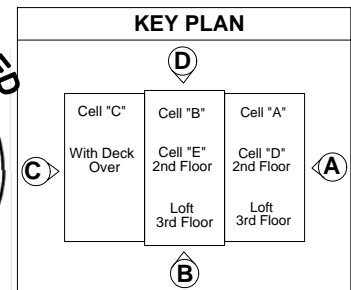 KEY PLAN
ED
D
Cell "C"
With Deck
Over
Cell "B"
Cell "E"
2nd Floor
Loft
3rd Floor
Cell "A"
Cell "D"
2nd Floor
Loft
3rd Floor
C
A
B